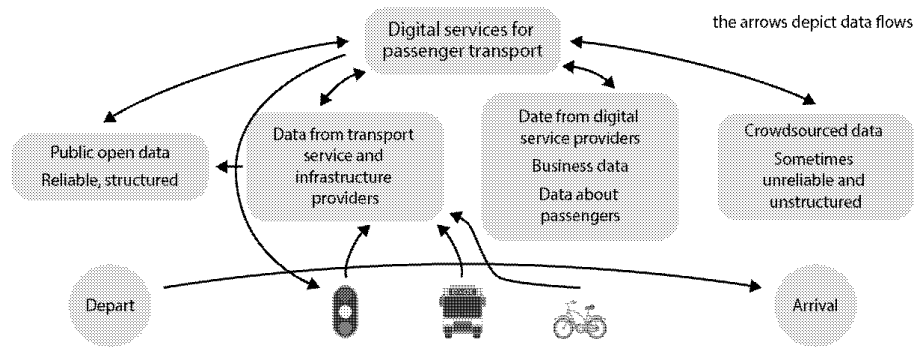 the arrows depict data flows
Digital services for
passenger transport
Public open data
Reliable, structured
Data from transport
service and
infrastructure
providers
Date from digital
service providers
Business data
Data about
passengers
Crowdsourced data
Sometimes
unreliable and
unstructured
Depart
Arrival